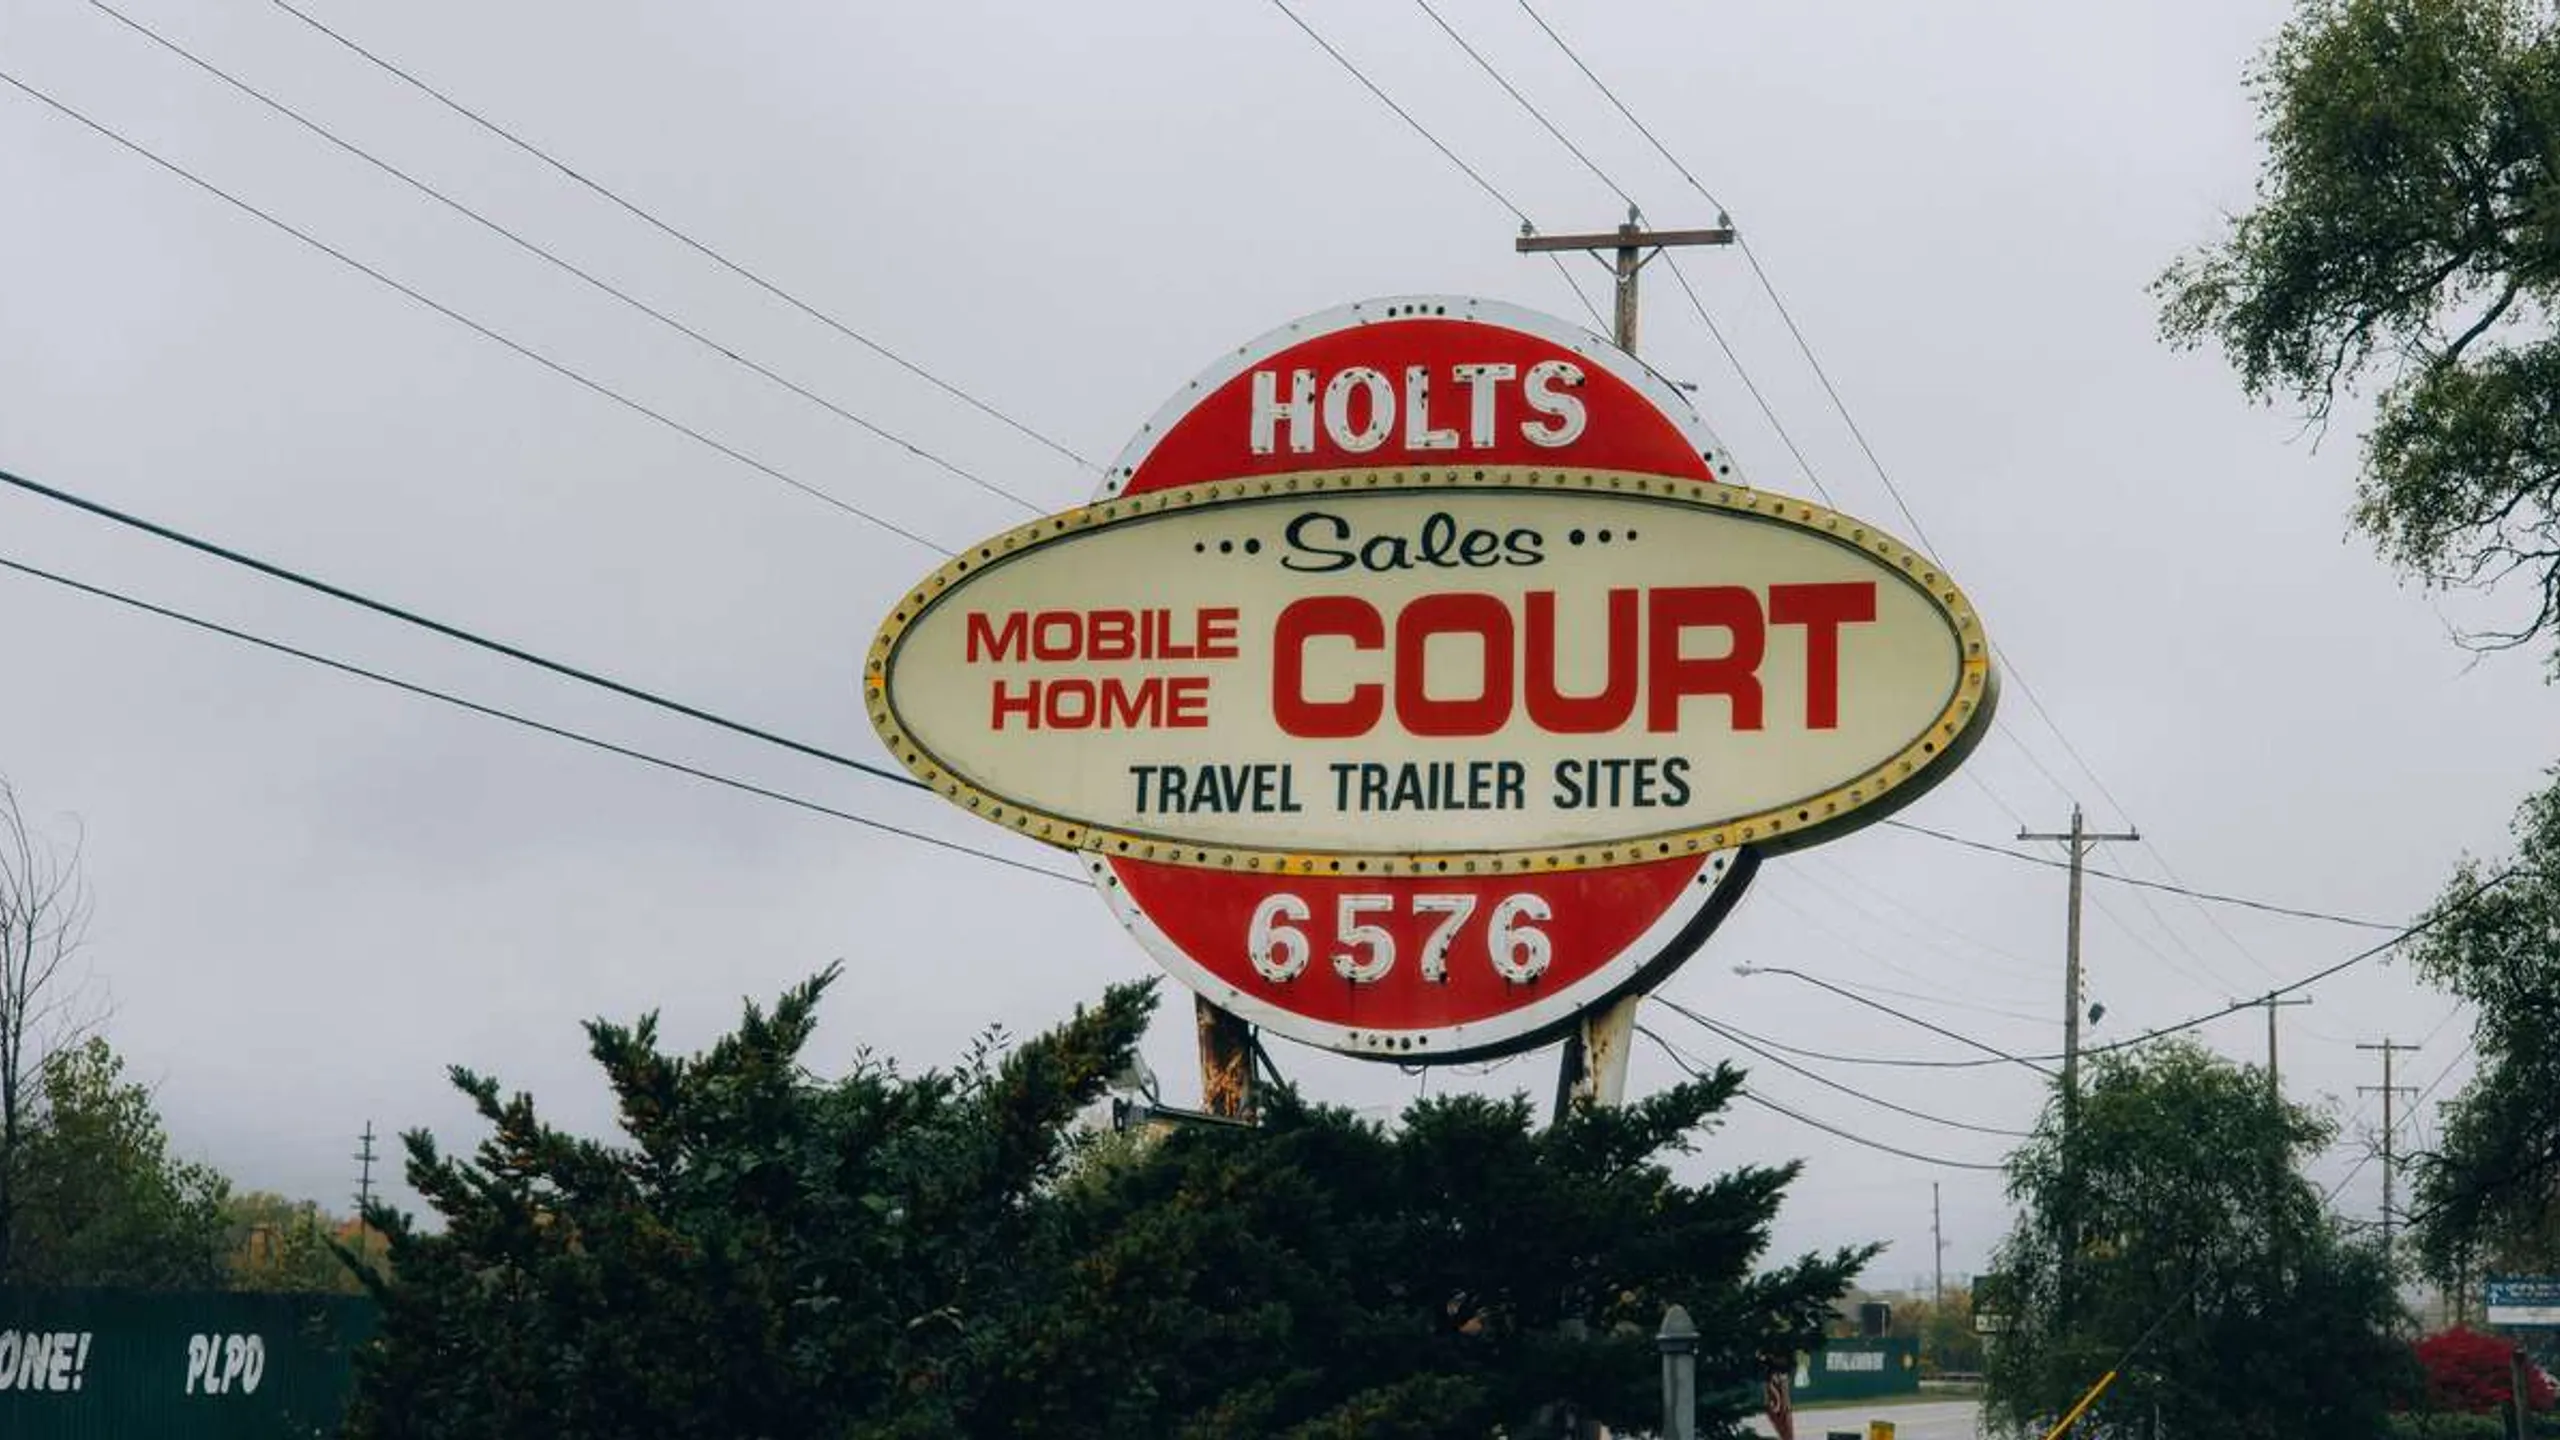 HOLTS
Sales
MOBILE HOME COURT
TRAVEL TRAILER SITES
6576
ONE! PLPD